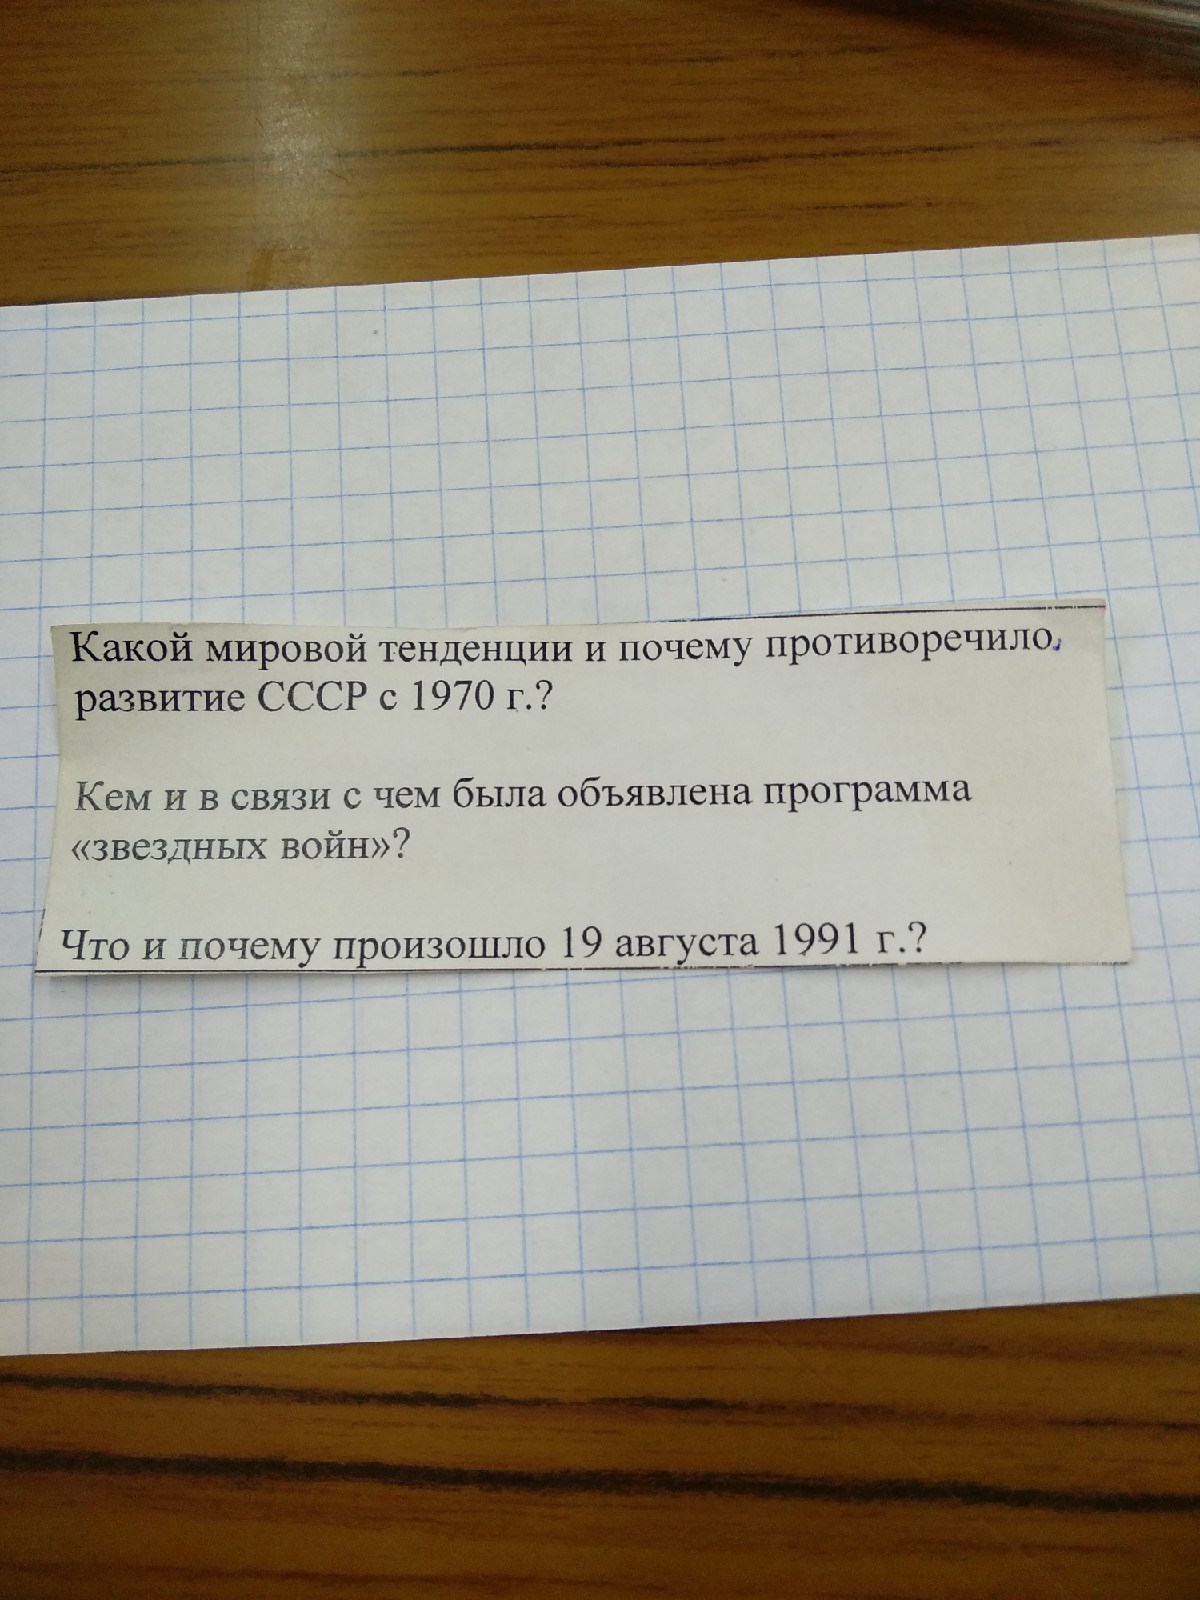 Какой мировой тенденции и почему противоречило
развитие СССР с 1970 г.?
Кем и в связи с чем была объявлена программа
«звездных войн»?
Что и почему произошло 19 августа 1991 г.?